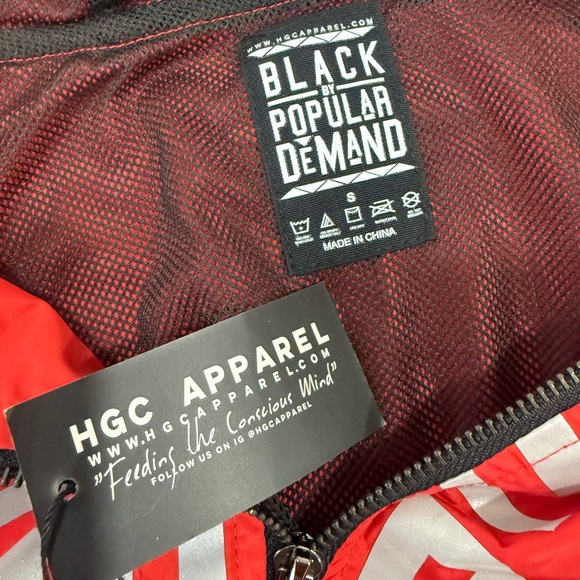 WWW.HGCAPPAREL.COM
BLACK
BY
POPULAR
DEMAND
S
MADE IN CHINA
HGC APPAREL
WWW.HGCAPPAREL.COM
"Feeding the Conscious Mind"
FOLLOW US ON IG @HGCAPPAREL